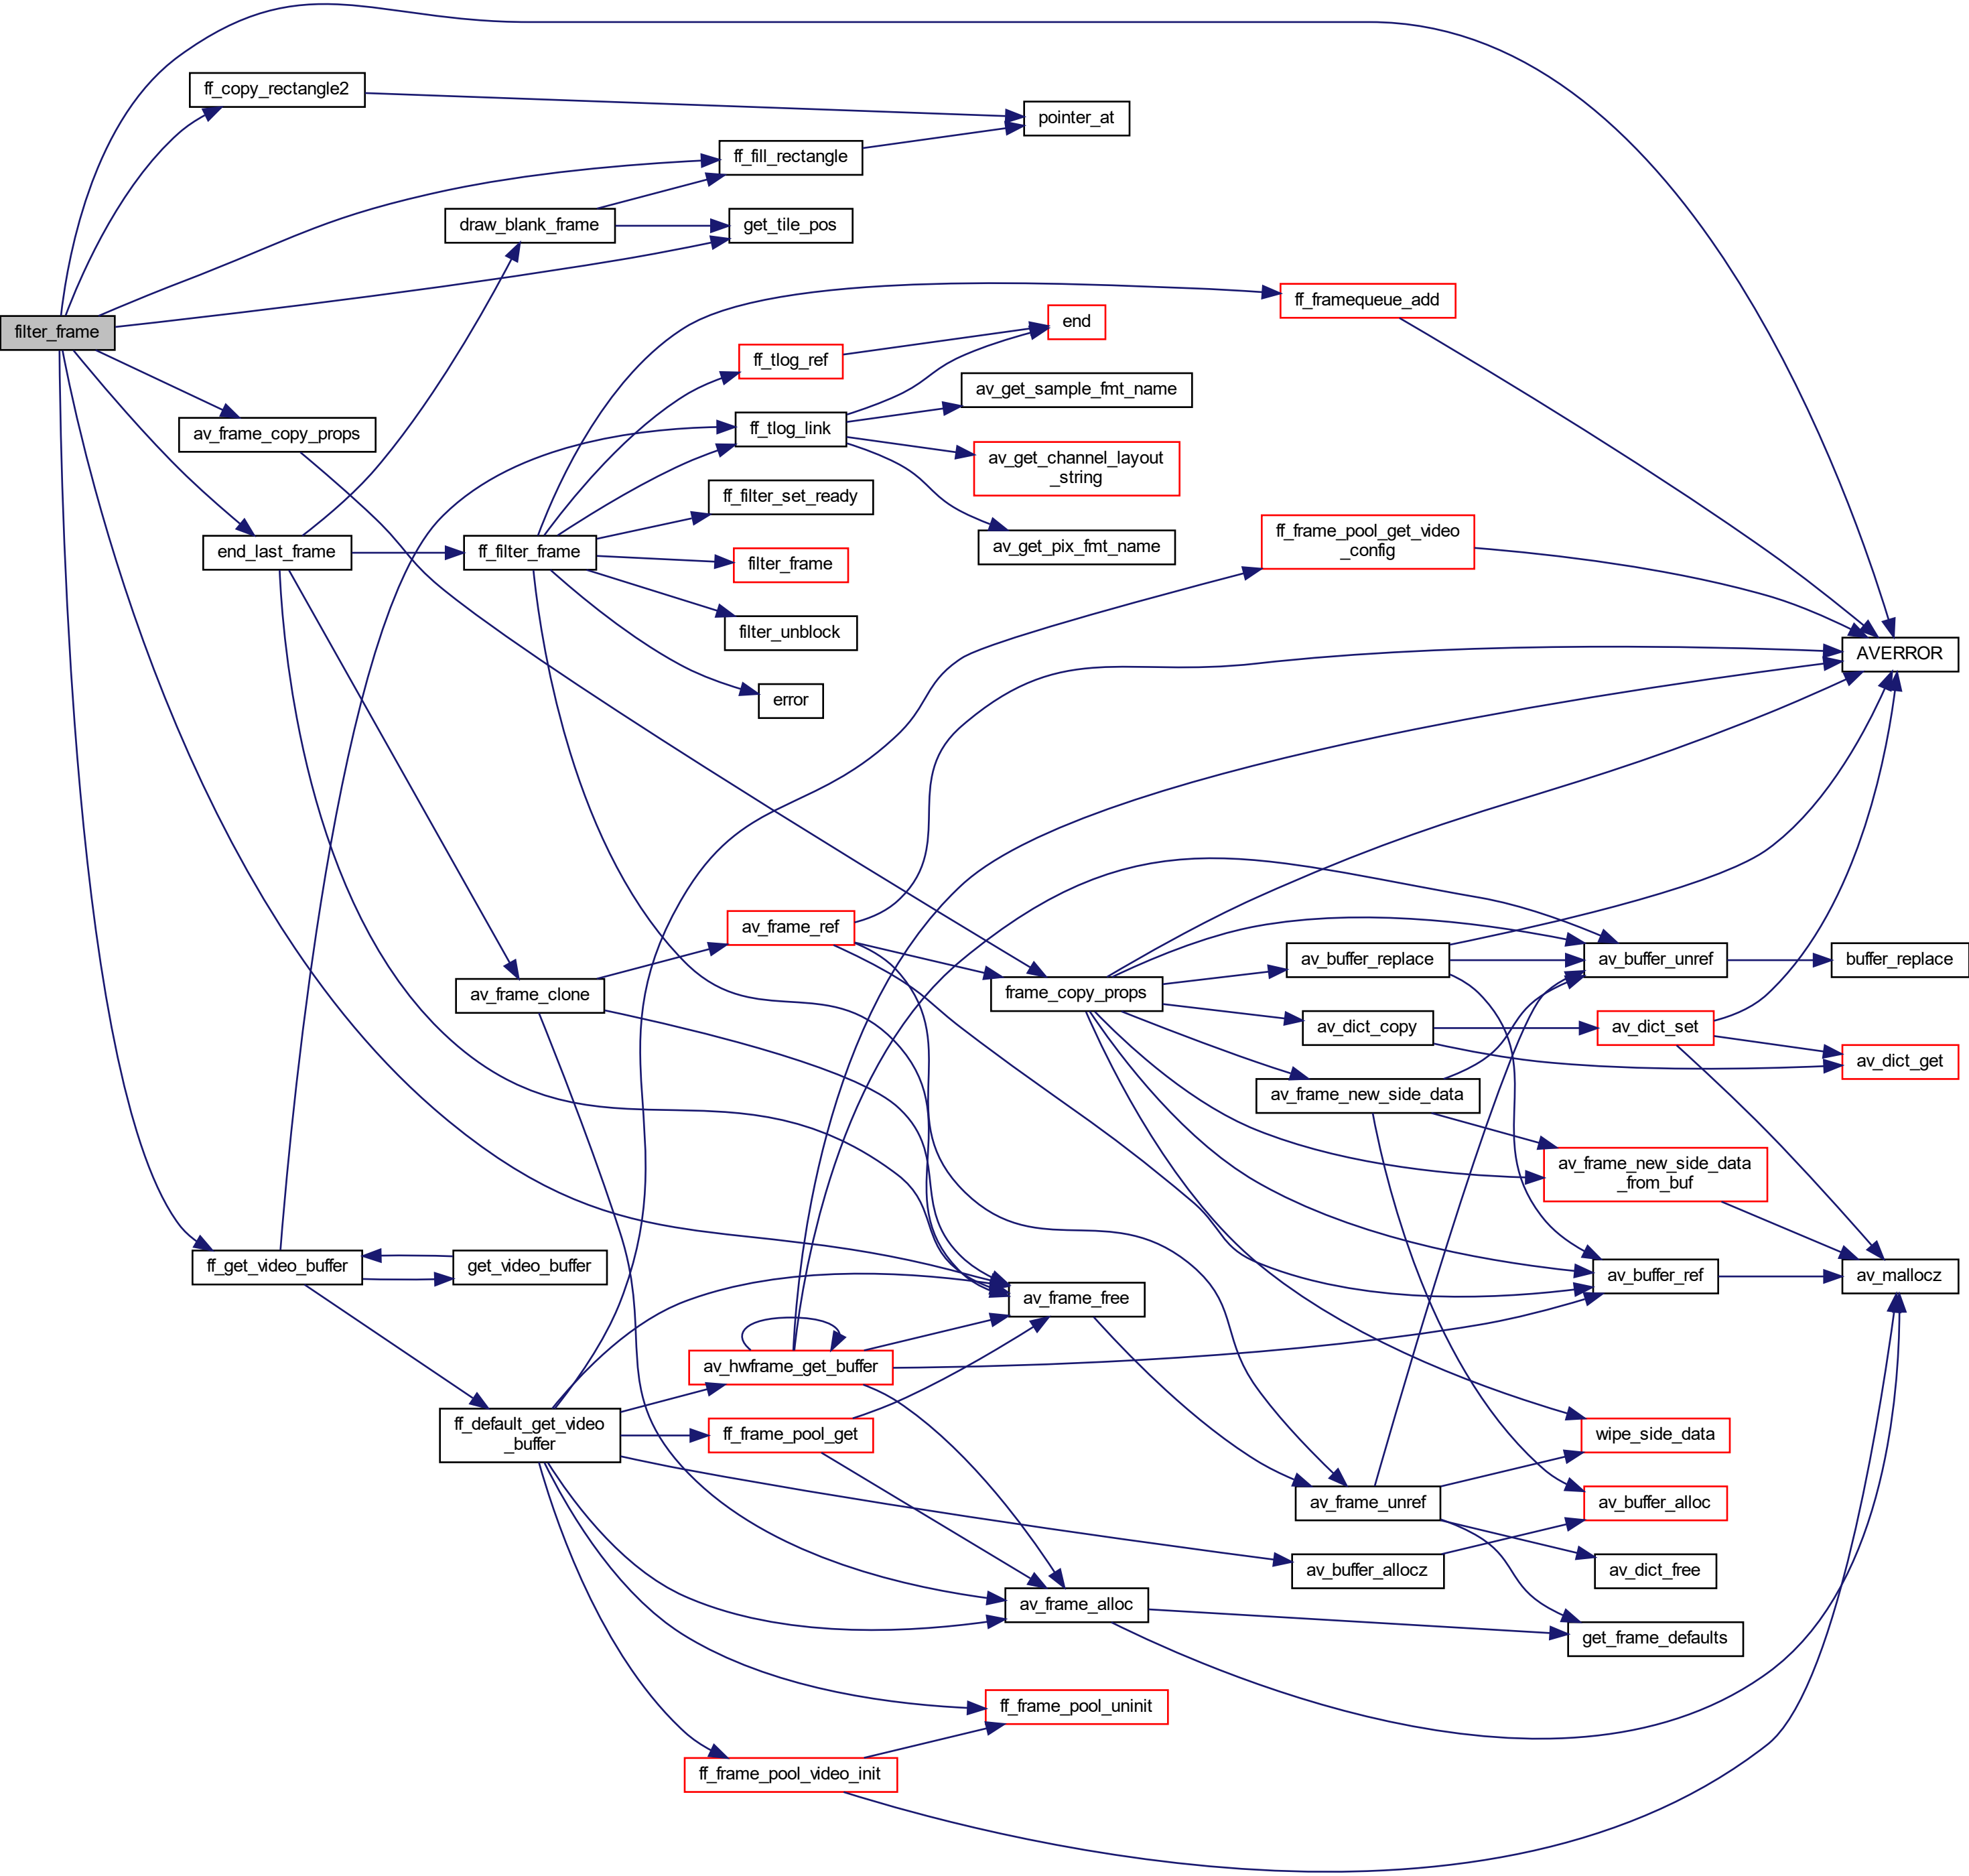 ff_copy_rectangle2
pointer_at
ff_fill_rectangle
draw_blank_frame
get_tile_pos
ff_framequeue_add
end
filter_frame
ff_tlog_ref
av_get_sample_fmt_name
av_frame_copy_props
ff_tlog_link
av_get_channel_layout
_string
ff_filter_set_ready
ff_frame_pool_get_video
_config
end_last_frame
ff_filter_frame
av_get_pix_fmt_name
filter_frame
filter_unblock
AVERROR
error
av_frame_ref
av_buffer_replace
av_buffer_unref
buffer_replace
av_frame_clone
frame_copy_props
av_dict_copy
av_dict_set
av_dict_get
av_frame_new_side_data
av_frame_new_side_data
_from_buf
ff_get_video_buffer
get_video_buffer
av_buffer_ref
av_mallocz
av_frame_free
av_hwframe_get_buffer
ff_default_get_video
_buffer
ff_frame_pool_get
wipe_side_data
av_frame_unref
av_buffer_alloc
av_buffer_allocz
av_dict_free
av_frame_alloc
get_frame_defaults
ff_frame_pool_uninit
ff_frame_pool_video_init